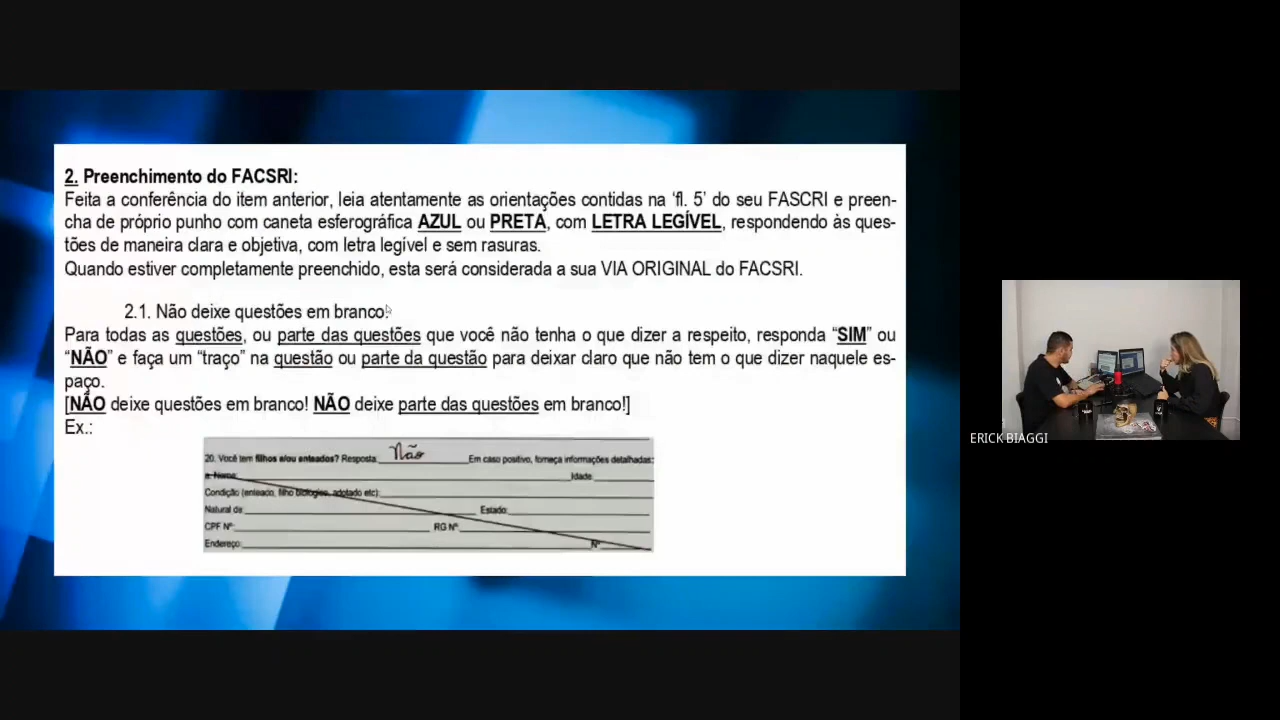 2. Preenchimento do FACSRI:
Feita a conferência do item anterior, leia atentamente as orientações contidas na ‘fl. 5’ do seu FASCRI e preen-
cha de próprio punho com caneta esferográfica AZUL ou PRETA, com LETRA LEGÍVEL, respondendo às ques-
tões de maneira clara e objetiva, com letra legível e sem rasuras.
Quando estiver completamente preenchido, esta será considerada a sua VIA ORIGINAL do FACSRI.
2.1. Não deixe questões em branco:
Para todas as questões, ou parte das questões que você não tenha o que dizer a respeito, responda “SIM” ou
“NÃO” e faça um “traço” na questão ou parte da questão para deixar claro que não tem o que dizer naquele es-
paço.
[NÃO deixe questões em branco! NÃO deixe parte das questões em branco!]
Ex.:
20. Você tem filhos e/ou enteados? Resposta: Não Em caso positivo, forneça informações detalhadas:
a. Nome: Idade:
Condição (enteado, filho biológico, adotado etc):
Natural de: Estado:
CPF Nº: RG Nº:
Endereço: Nº
ERICK BIAGGI